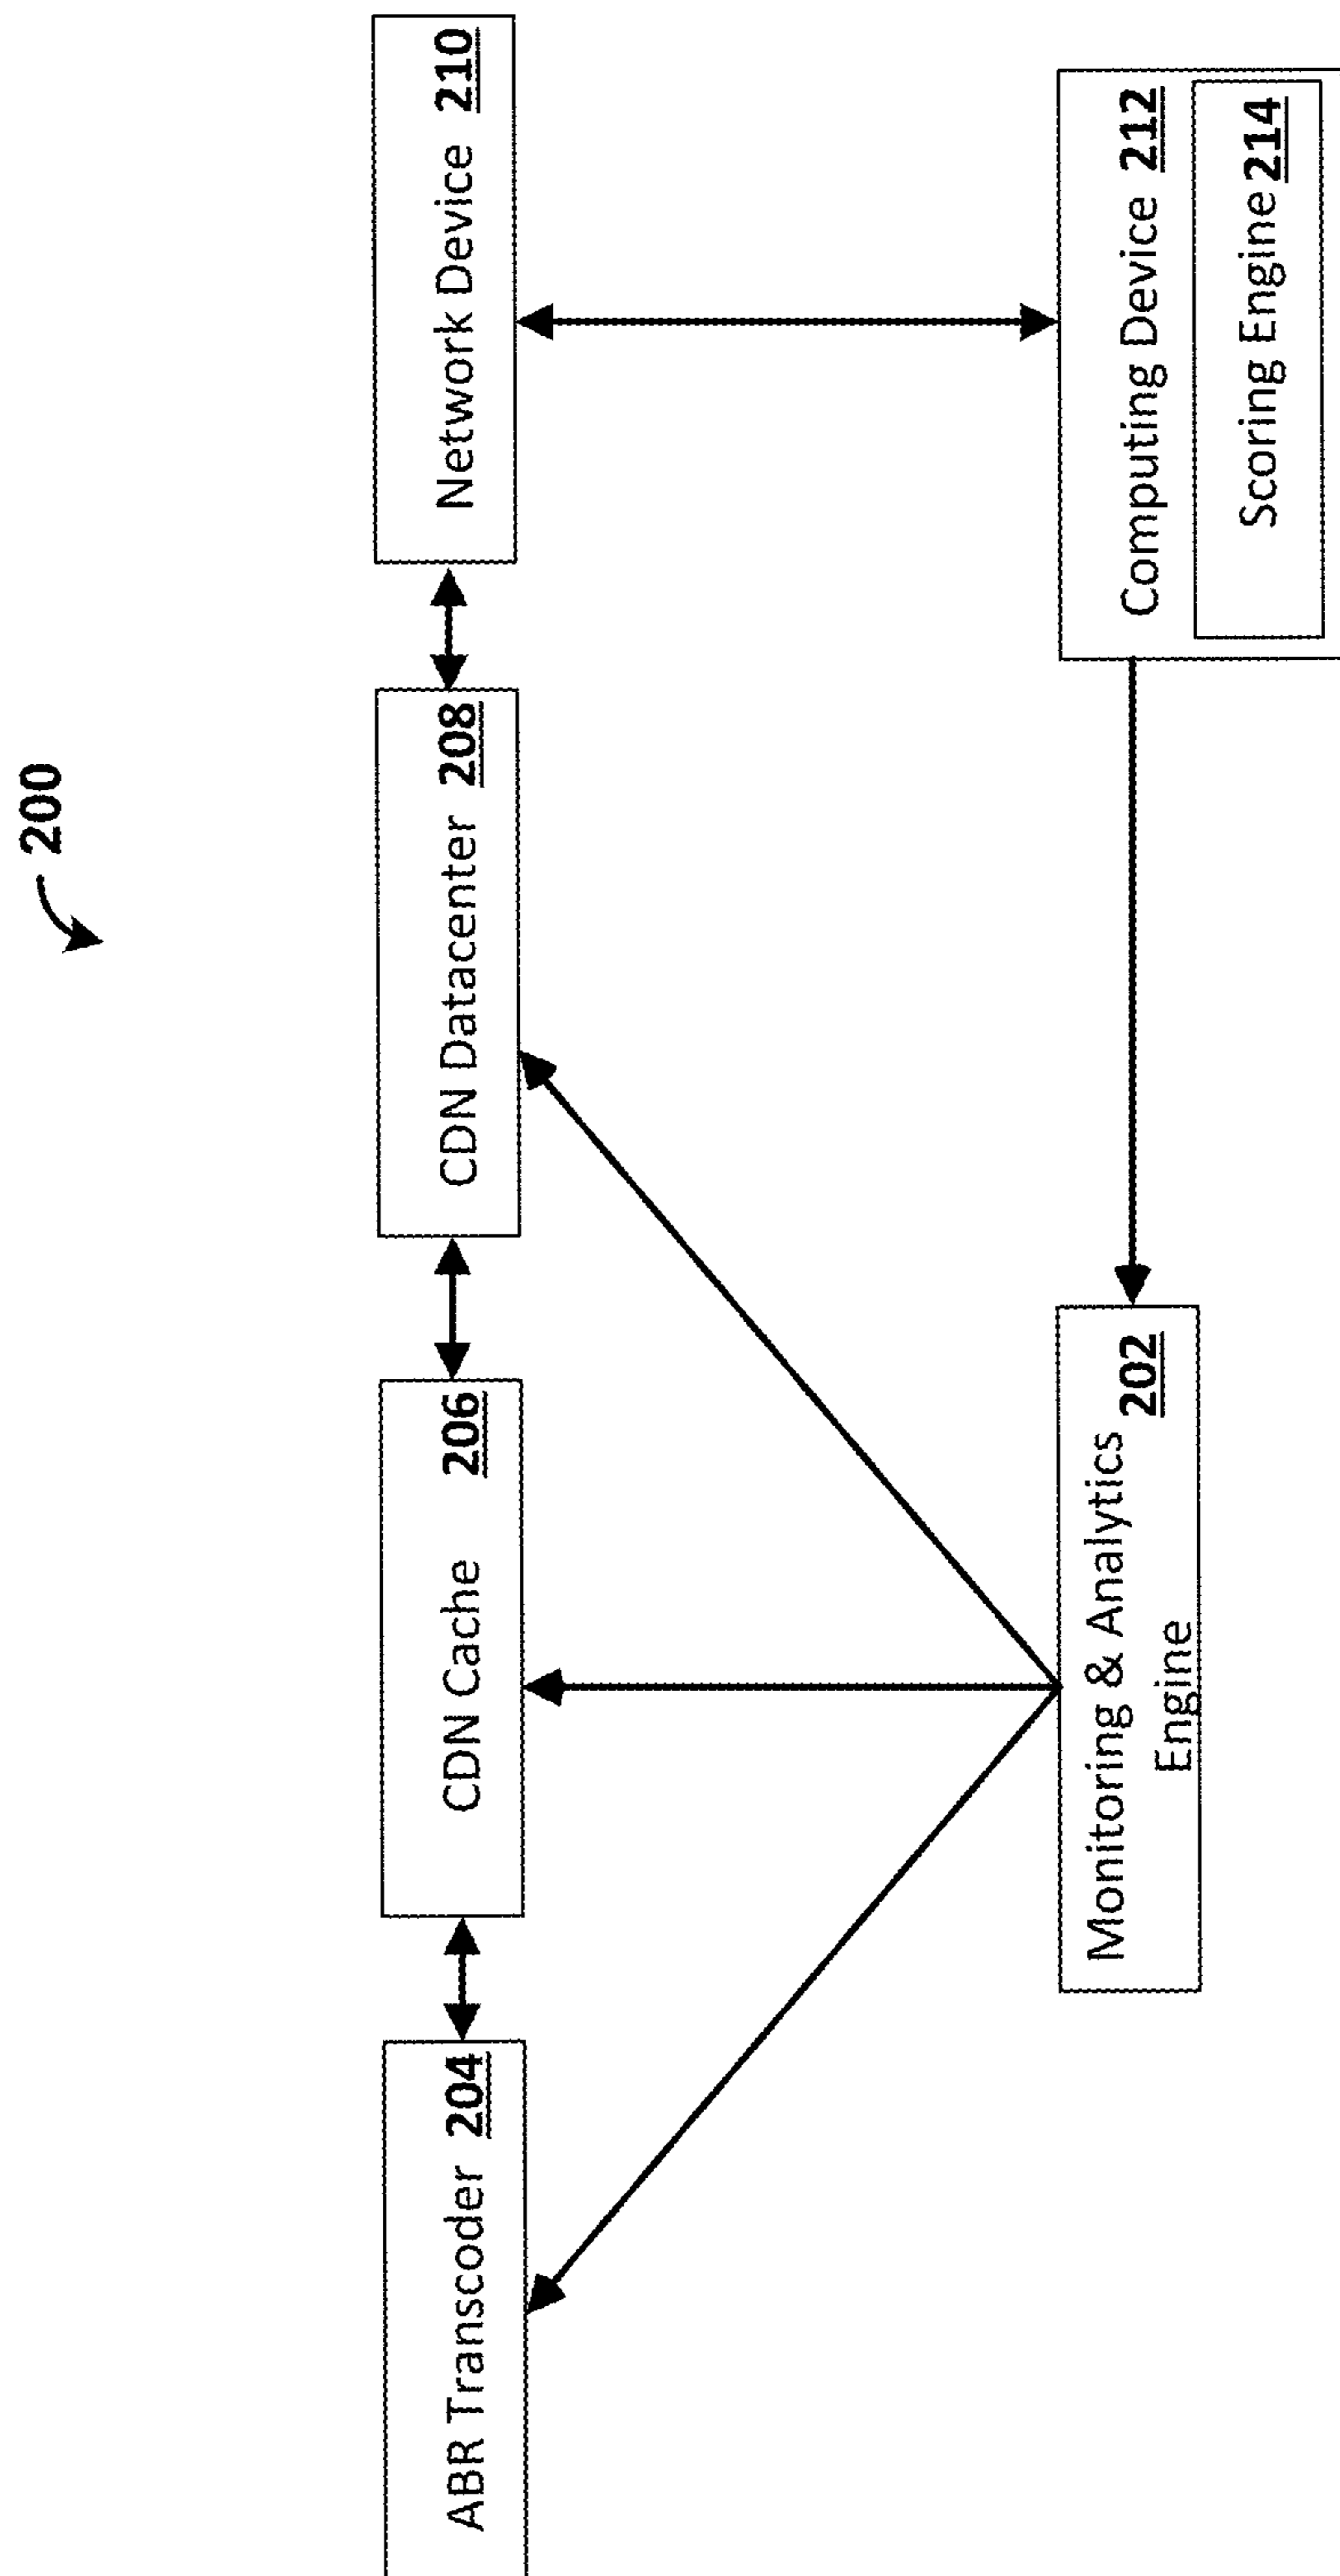 200
ABR Transcoder 204
CDN Cache 206
CDN Datacenter 208
Network Device 210
Monitoring & Analytics 202
Engine
Computing Device 212
Scoring Engine 214